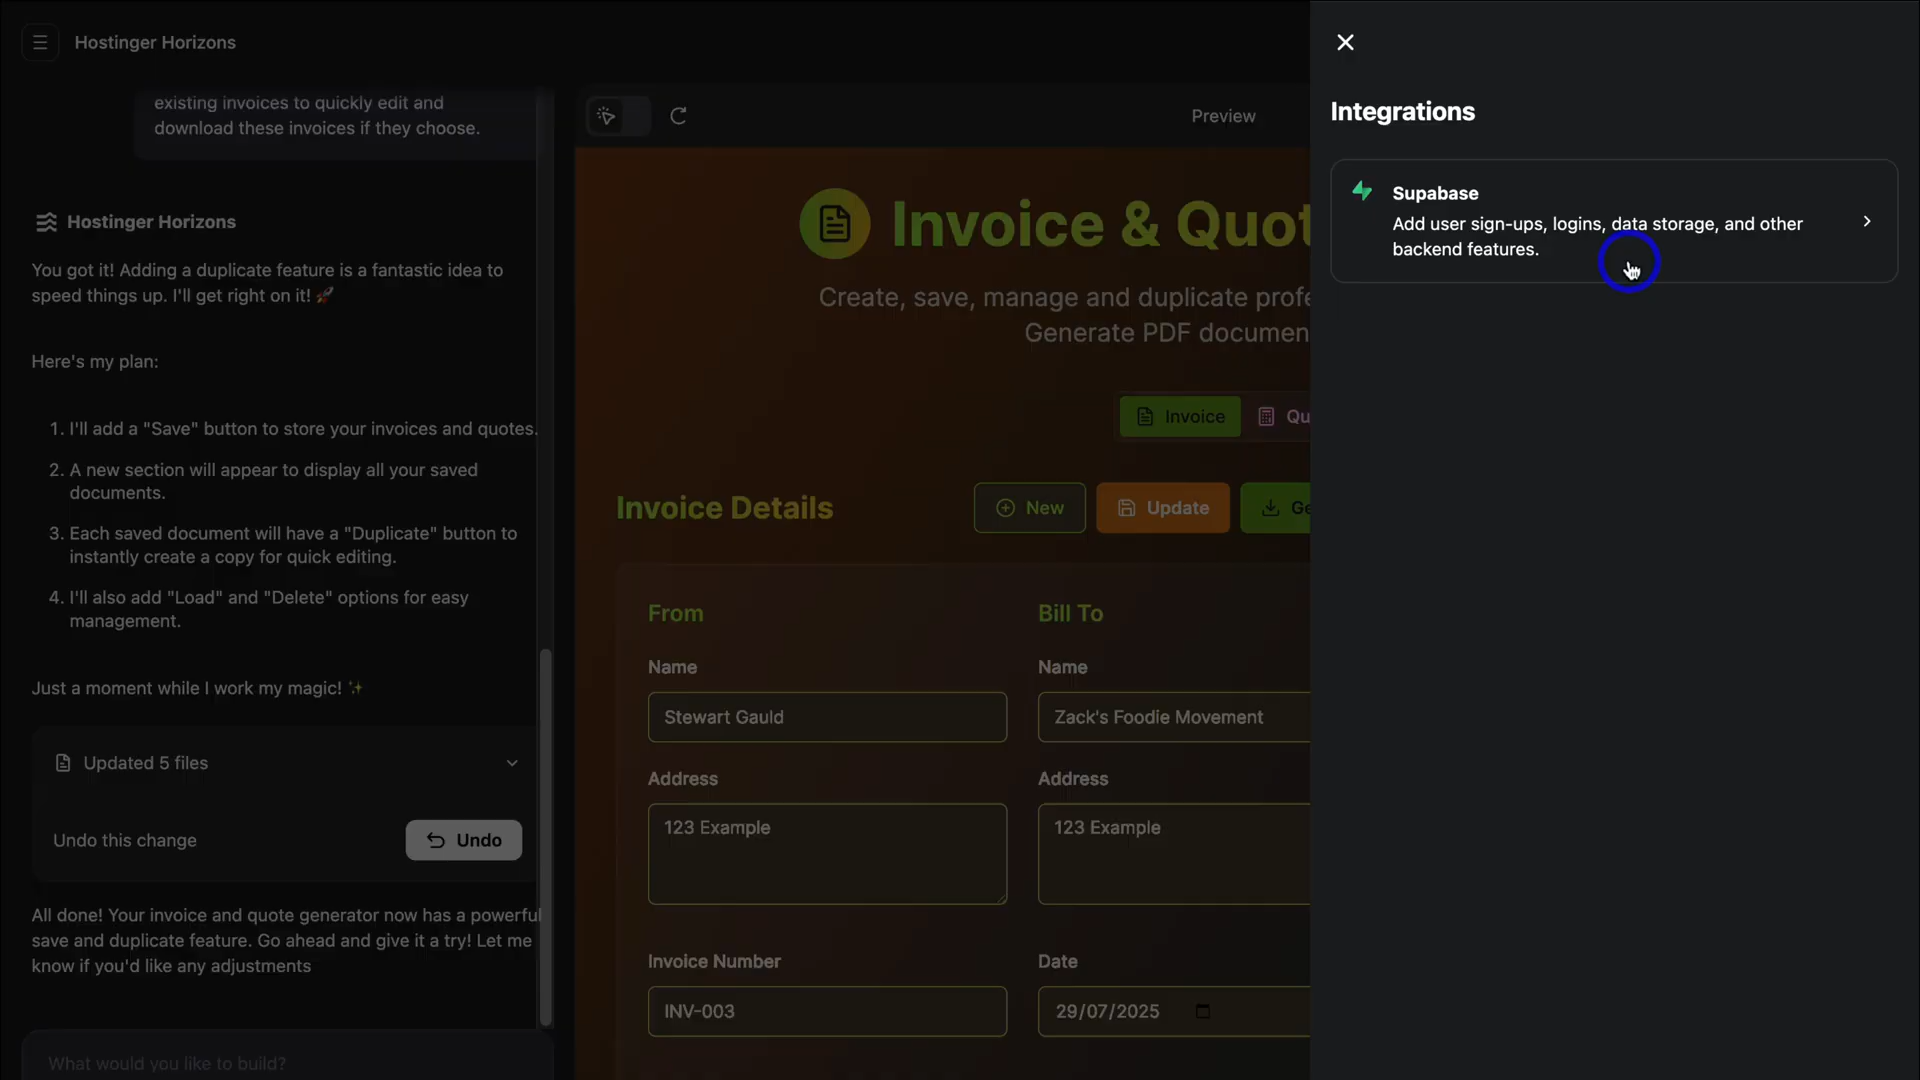 Hostinger Horizons
existing invoices to quickly edit and
download these invoices if they choose.
Hostinger Horizons
You got it! Adding a duplicate feature is a fantastic idea to
speed things up. I'll get right on it! 🚀
Here's my plan:
1. I'll add a "Save" button to store your invoices and quotes.
2. A new section will appear to display all your saved
documents.
3. Each saved document will have a "Duplicate" button to
instantly create a copy for quick editing.
4. I'll also add "Load" and "Delete" options for easy
management.
Just a moment while I work my magic! ✨
Updated 5 files
Undo this change
Undo
All done! Your invoice and quote generator now has a powerful
save and duplicate feature. Go ahead and give it a try! Let me
know if you'd like any adjustments
What would you like to build?
Preview
Invoice & Quot
Create, save, manage and duplicate profe
Generate PDF documen
Invoice
Qu
Invoice Details
New
Update
Ge
From
Name
Stewart Gauld
Address
123 Example
Invoice Number
INV-003
Bill To
Name
Zack's Foodie Movement
Address
123 Example
Date
29/07/2025
Integrations
Supabase
Add user sign-ups, logins, data storage, and other
backend features.